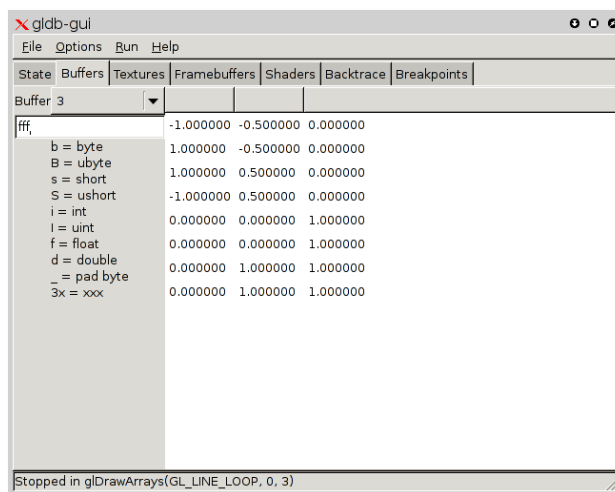 gldb-gui
File Options Run Help
State Buffers Textures Framebuffers Shaders Backtrace Breakpoints
Buffer 3
fff
b = byte
B = ubyte
s = short
S = ushort
i = int
I = uint
f = float
d = double
_ = pad byte
3x = xxx
-1.000000 -0.500000 0.000000
1.000000 -0.500000 0.000000
1.000000 0.500000 0.000000
-1.000000 0.500000 0.000000
0.000000 0.000000 1.000000
0.000000 0.000000 1.000000
0.000000 1.000000 1.000000
0.000000 1.000000 1.000000
Stopped in glDrawArrays(GL_LINE_LOOP, 0, 3)